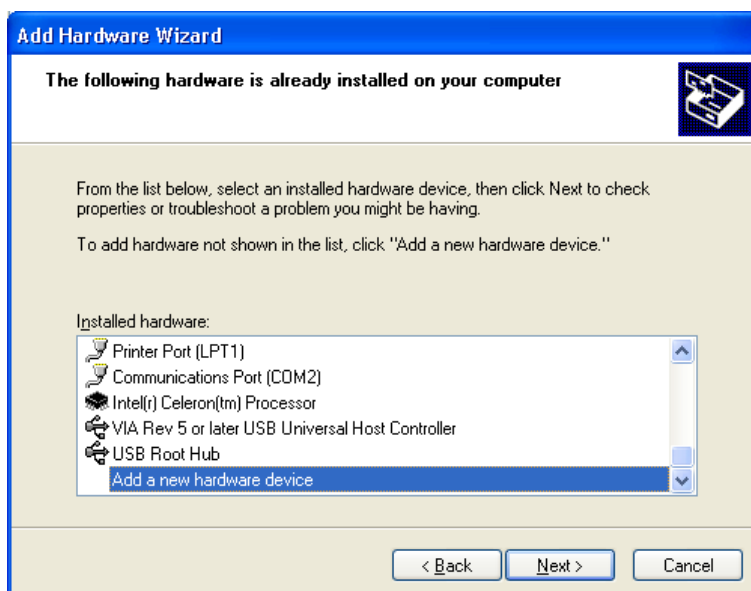 Add Hardware Wizard
The following hardware is already installed on your computer
From the list below, select an installed hardware device, then click Next to check
properties or troubleshoot a problem you might be having.
To add hardware not shown in the list, click "Add a new hardware device."
Installed hardware:
Printer Port (LPT1)
Communications Port (COM2)
Intel(r) Celeron(tm) Processor
VIA Rev 5 or later USB Universal Host Controller
USB Root Hub
Add a new hardware device
< Back Next > Cancel